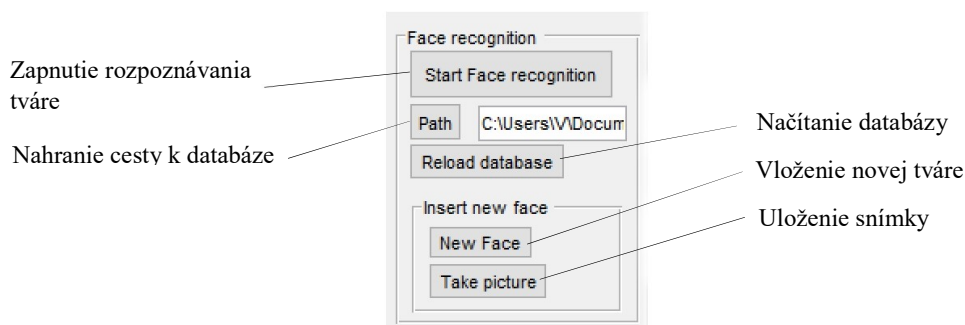 Face recognition
Zapnutie rozpoznávania
tváre
Start Face recognition
Path
C:\Users\V\Docum
Načítanie databázy
Nahranie cesty k databáze
Reload database
Vloženie novej tváre
Insert new face
Uloženie snímky
New Face
Take picture